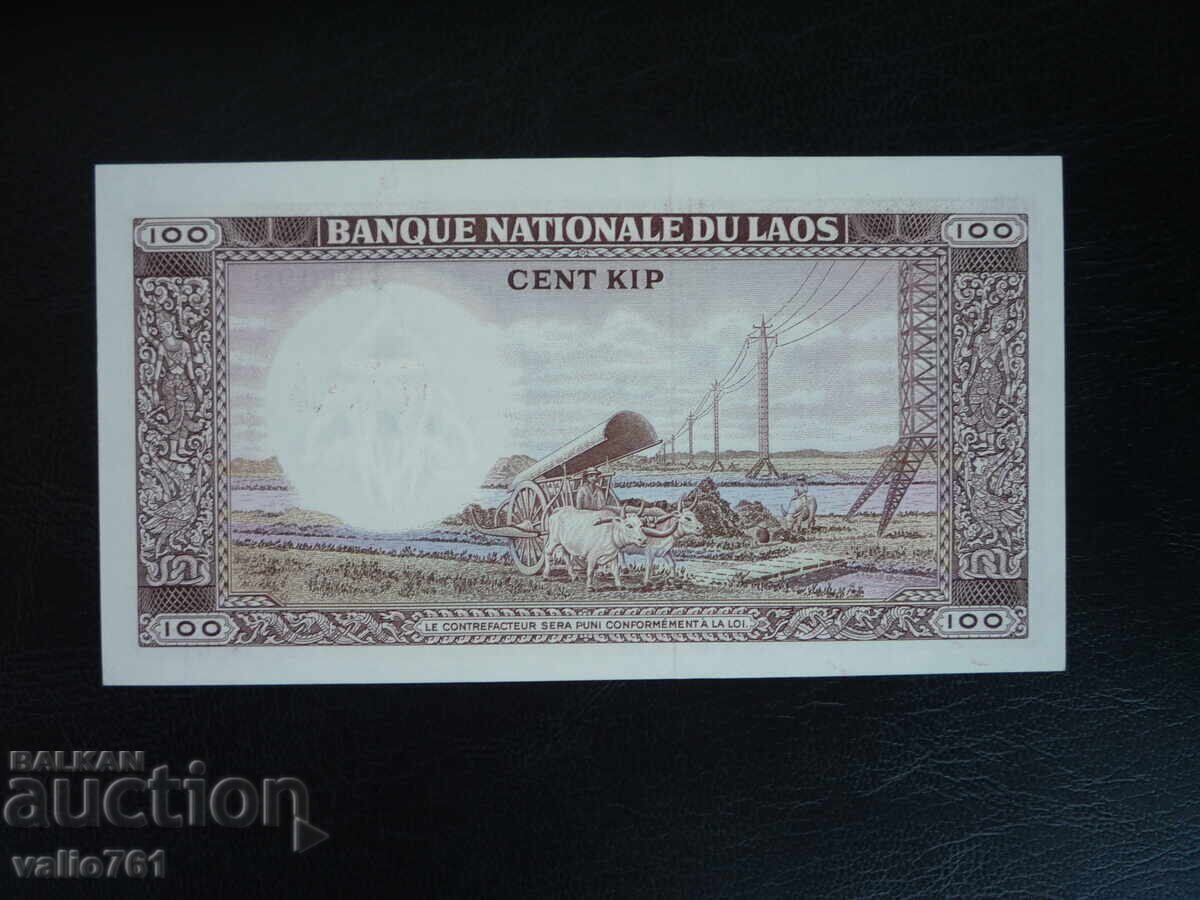 100 BANQUE NATIONALE DU LAOS 100
CENT KIP
100 LE CONTREFACTEUR SERA PUNI CONFORMÉMENT À LA LOI. 100
BALKAN
auction
valio761